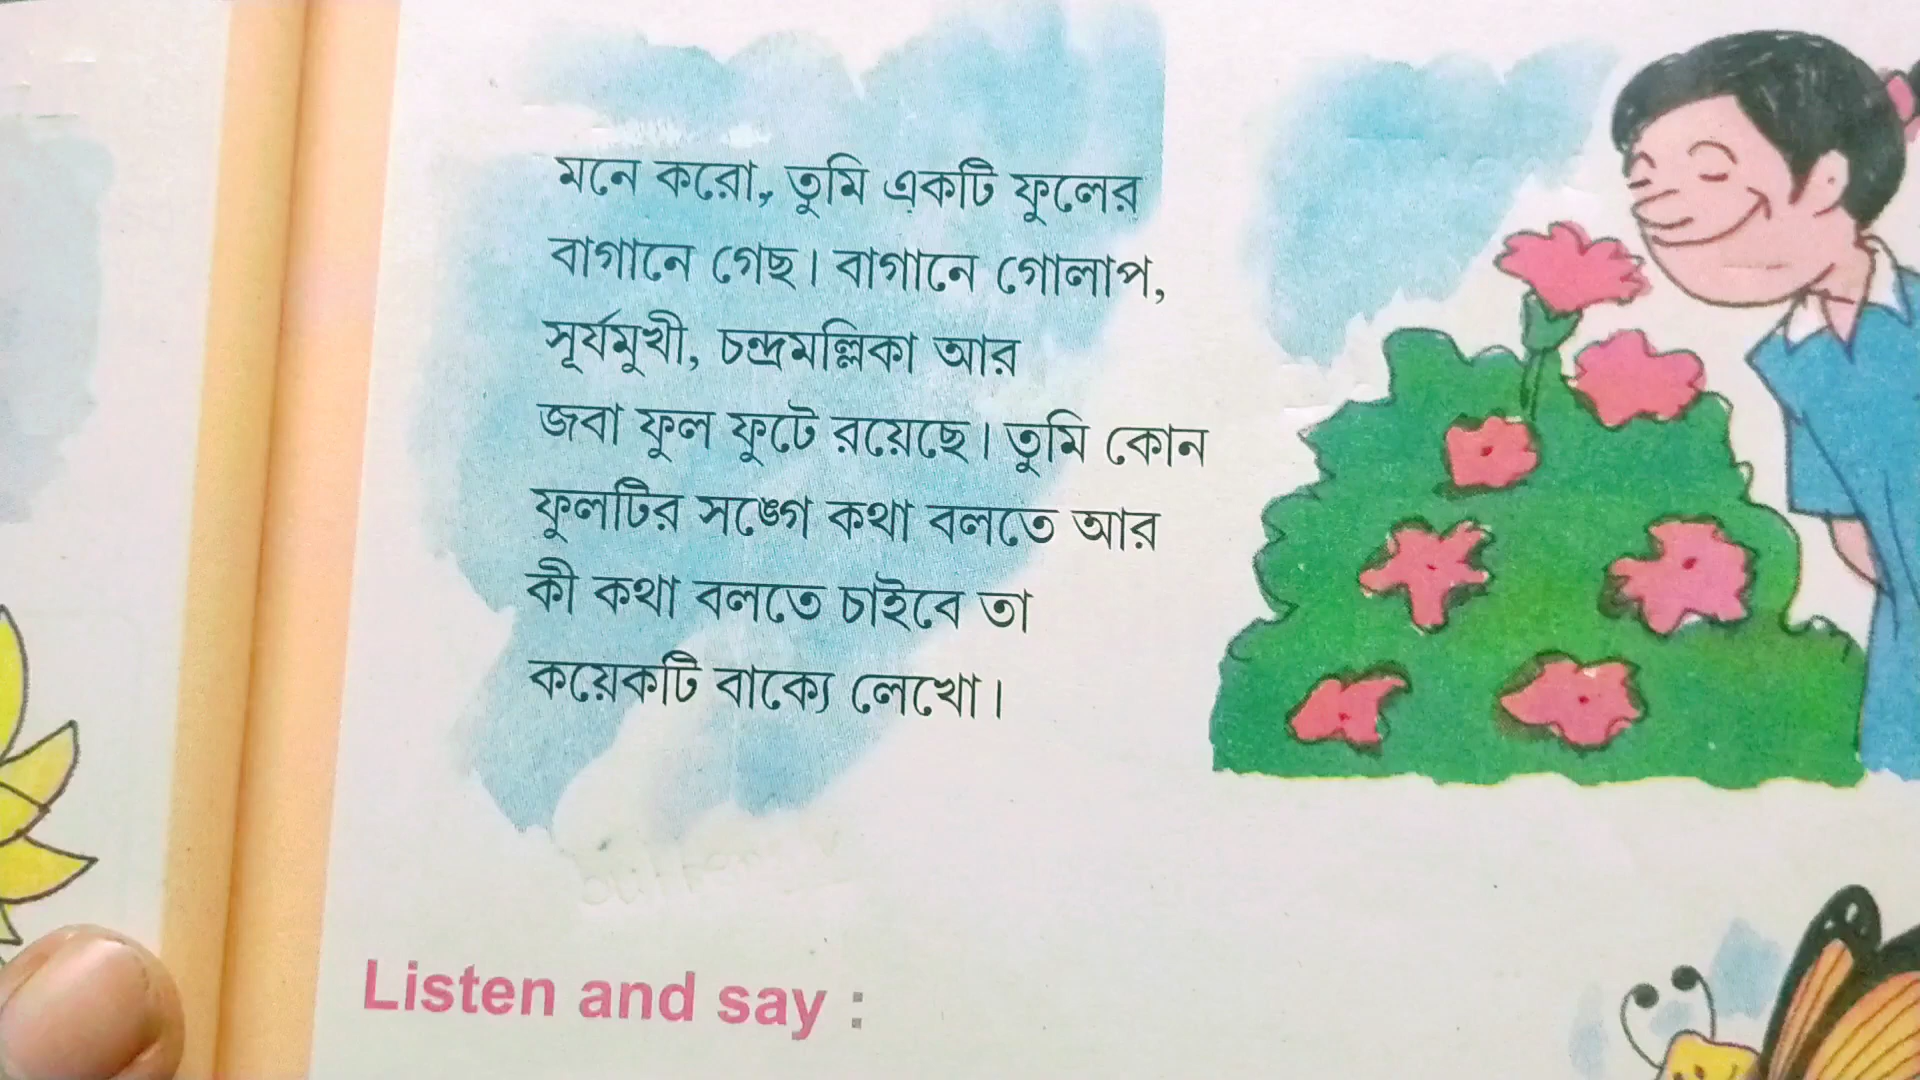 মনে করো, তুমি একটি ফুলের
বাগানে গেছ। বাগানে গোলাপ,
সূর্যমুখী, চন্দ্রমল্লিকা আর
জবা ফুল ফুটে রয়েছে। তুমি কোন
ফুলটির সঙ্গে কথা বলতে আর
কী কথা বলতে চাইবে তা
কয়েকটি বাক্যে লেখো।
Listen and say :